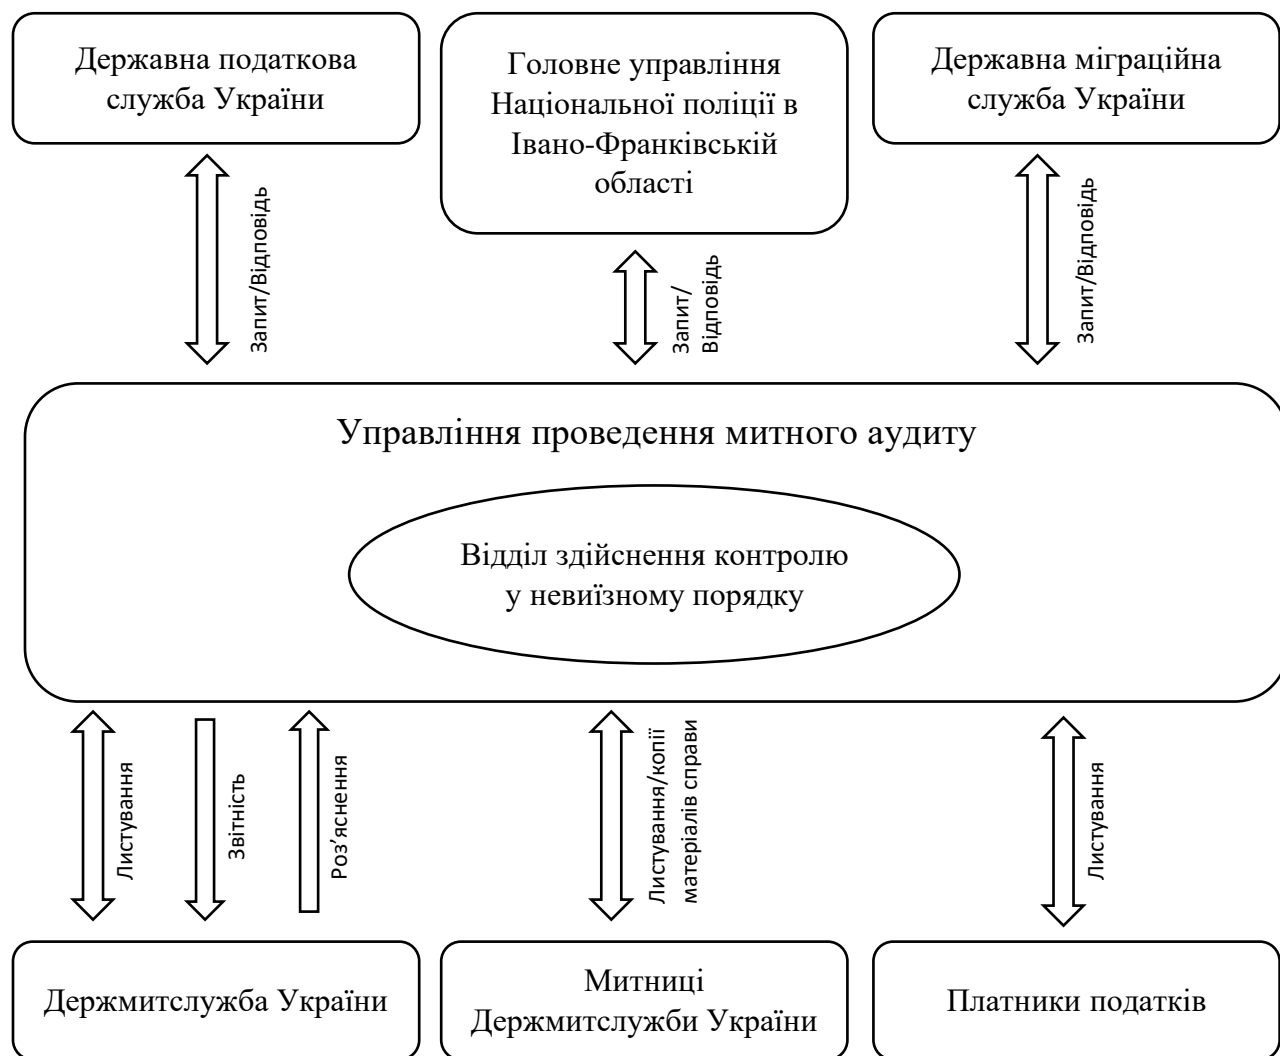 Державна податкова
служба України
Головне управління
Національної поліції в
Івано-Франківській
області
Державна міграційна
служба України
Запит/Відповідь
Запит/
Відповідь
Запит/Відповідь
Управління проведення митного аудиту
Відділ здійснення контролю
у невиїзному порядку
Листування
Звітність
Роз’яснення
Листування/копії
матеріалів справи
Листування
Держмитслужба України
Митниці
Держмитслужби України
Платники податків